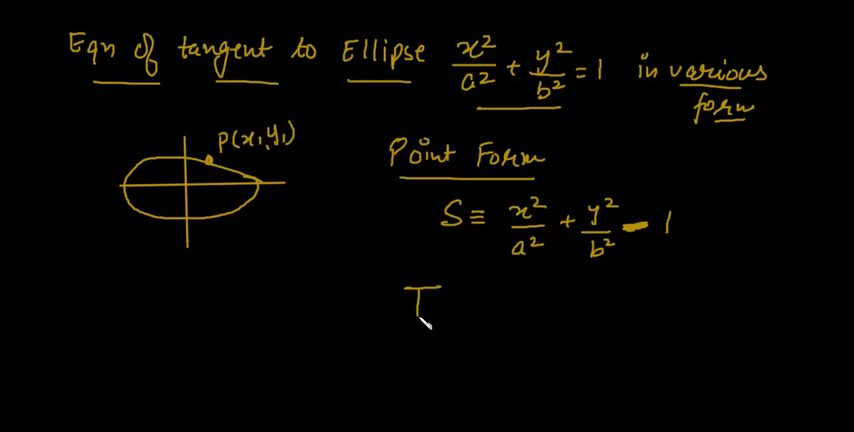 Eqn of tangent to Ellipse x²/a² + y²/b² = 1 in various form
P(x₁,y₁)
Point Form
S ≡ x²/a² + y²/b² - 1
T